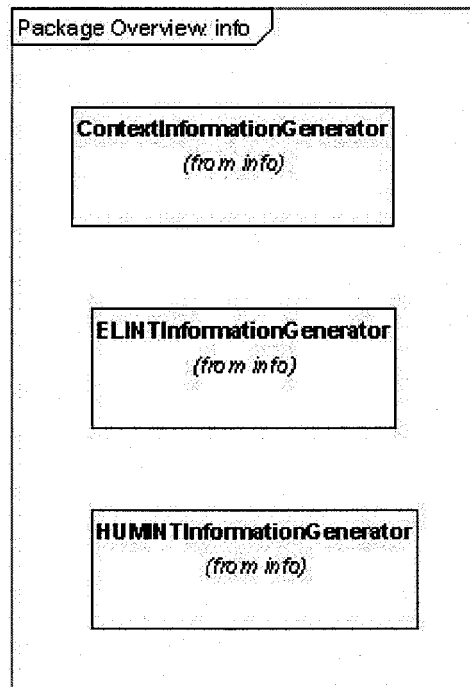 Package Overview: info
ContextInformationGenerator
(from info)
ELINTInformationGenerator
(from info)
HUMINTInformationGenerator
(from info)